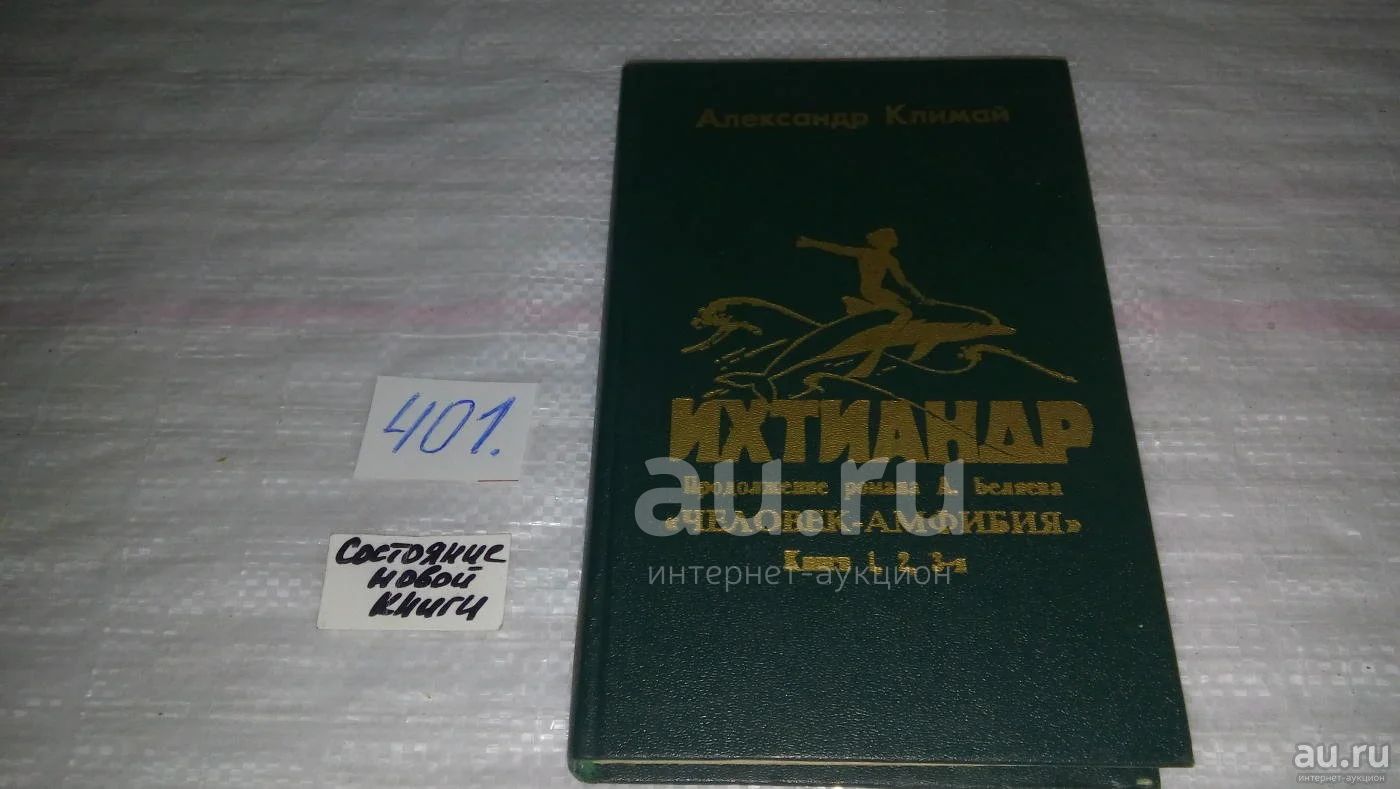 Александр Климай
ИХТИАНДР
Продолжение романа А. Беляева
«ЧЕЛОВЕК-АМФИБИЯ»
Книги 1, 2, 3-я
401.
Состояние
новой
книги
au.ru
интернет-аукцион
au.ru
интернет-аукцион